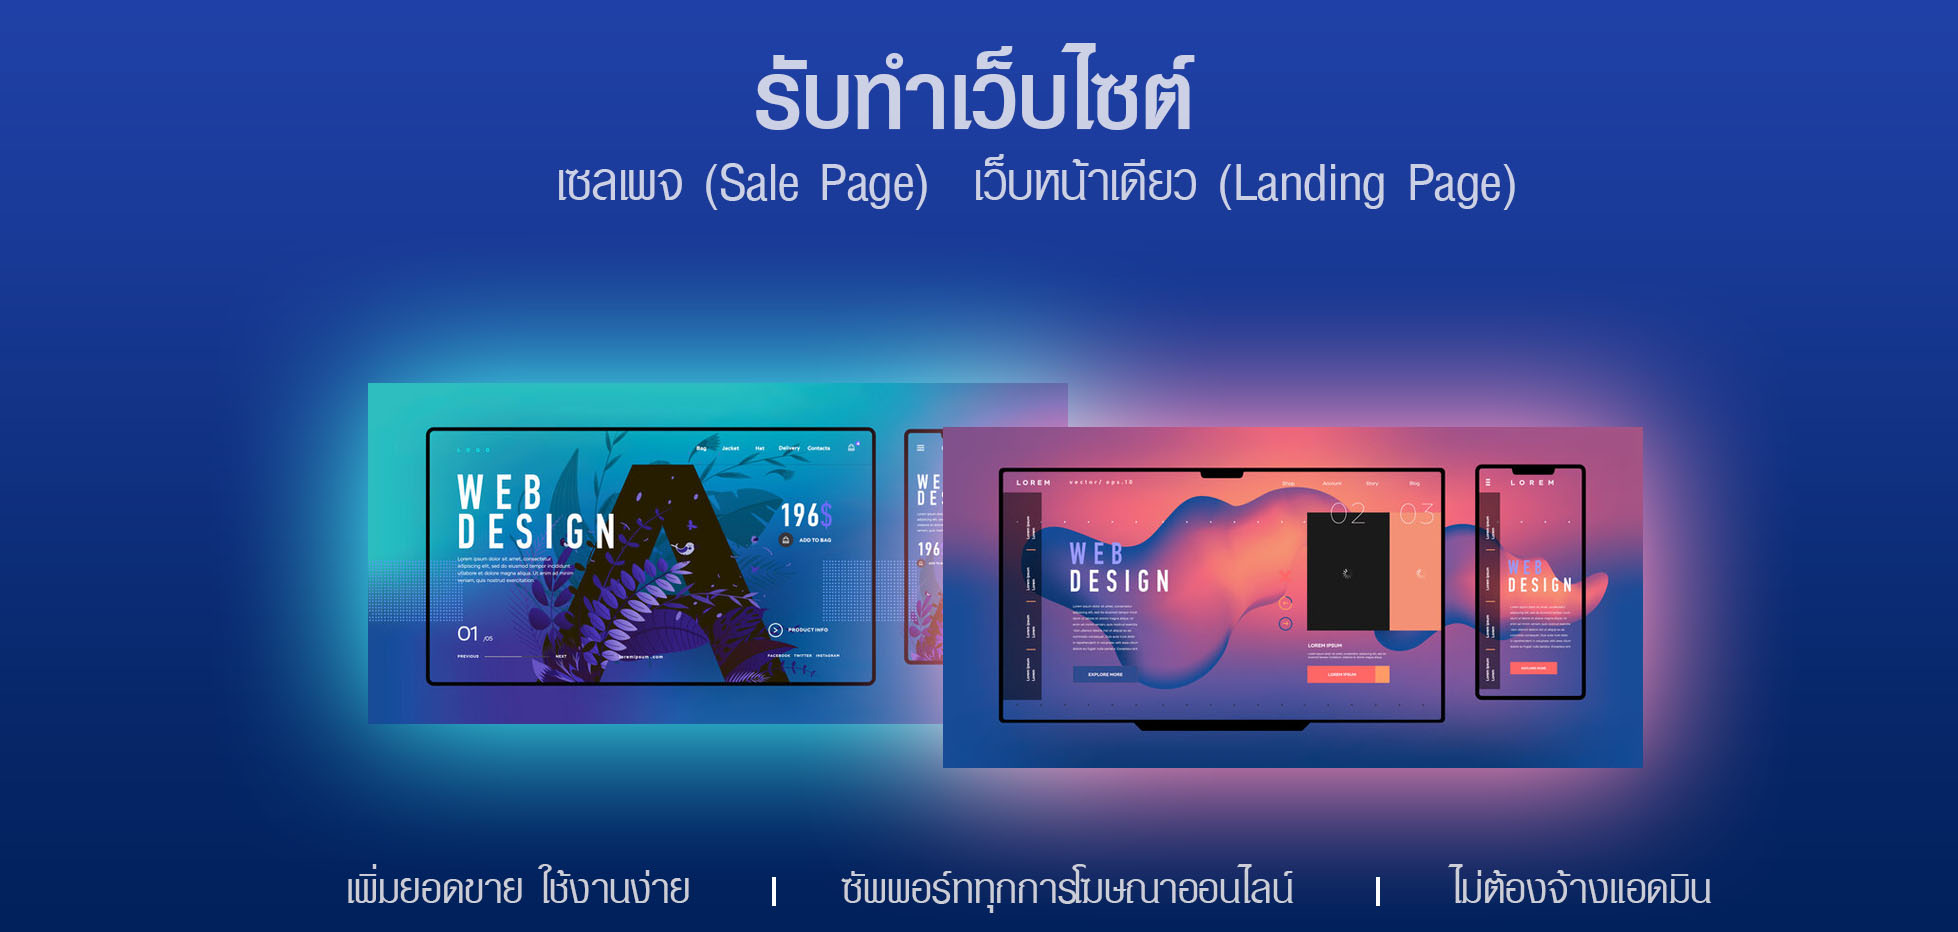 รับทำเว็บไซต์
เซลเพจ (Sale Page) เว็บหน้าเดียว (Landing Page)
LOGO
Bag Jacket Hat Delivery Contacts
WEB
DESIGN
Lorem ipsum dolor sit amet, consectetur
adipiscing elit, sed do eiusmod tempor incididunt
utlabore et dolore magna aliqua. Ut enim ad minim
veniam, quis nostrud exercitation.
196$
ADD TO BAG
01 /05
PREVIOUS NEXT
loremipsum .com
PRODUCT INFO
FACEBOOK TWITTER INSTAGRAM
WE
DES
196
LOREM vector/ eps.10
Shop Account Story Blog
02 03
WEB
DESIGN
EXPLORE MORE
LOREM IPSUM
LOREM IPSUM
LOREM
WEB
DESIGN
EXPLORE MORE
เพิ่มยอดขาย ใช้งานง่าย | ซัพพอร์ททุกการโฆษณาออนไลน์ | ไม่ต้องจ้างแอดมิน